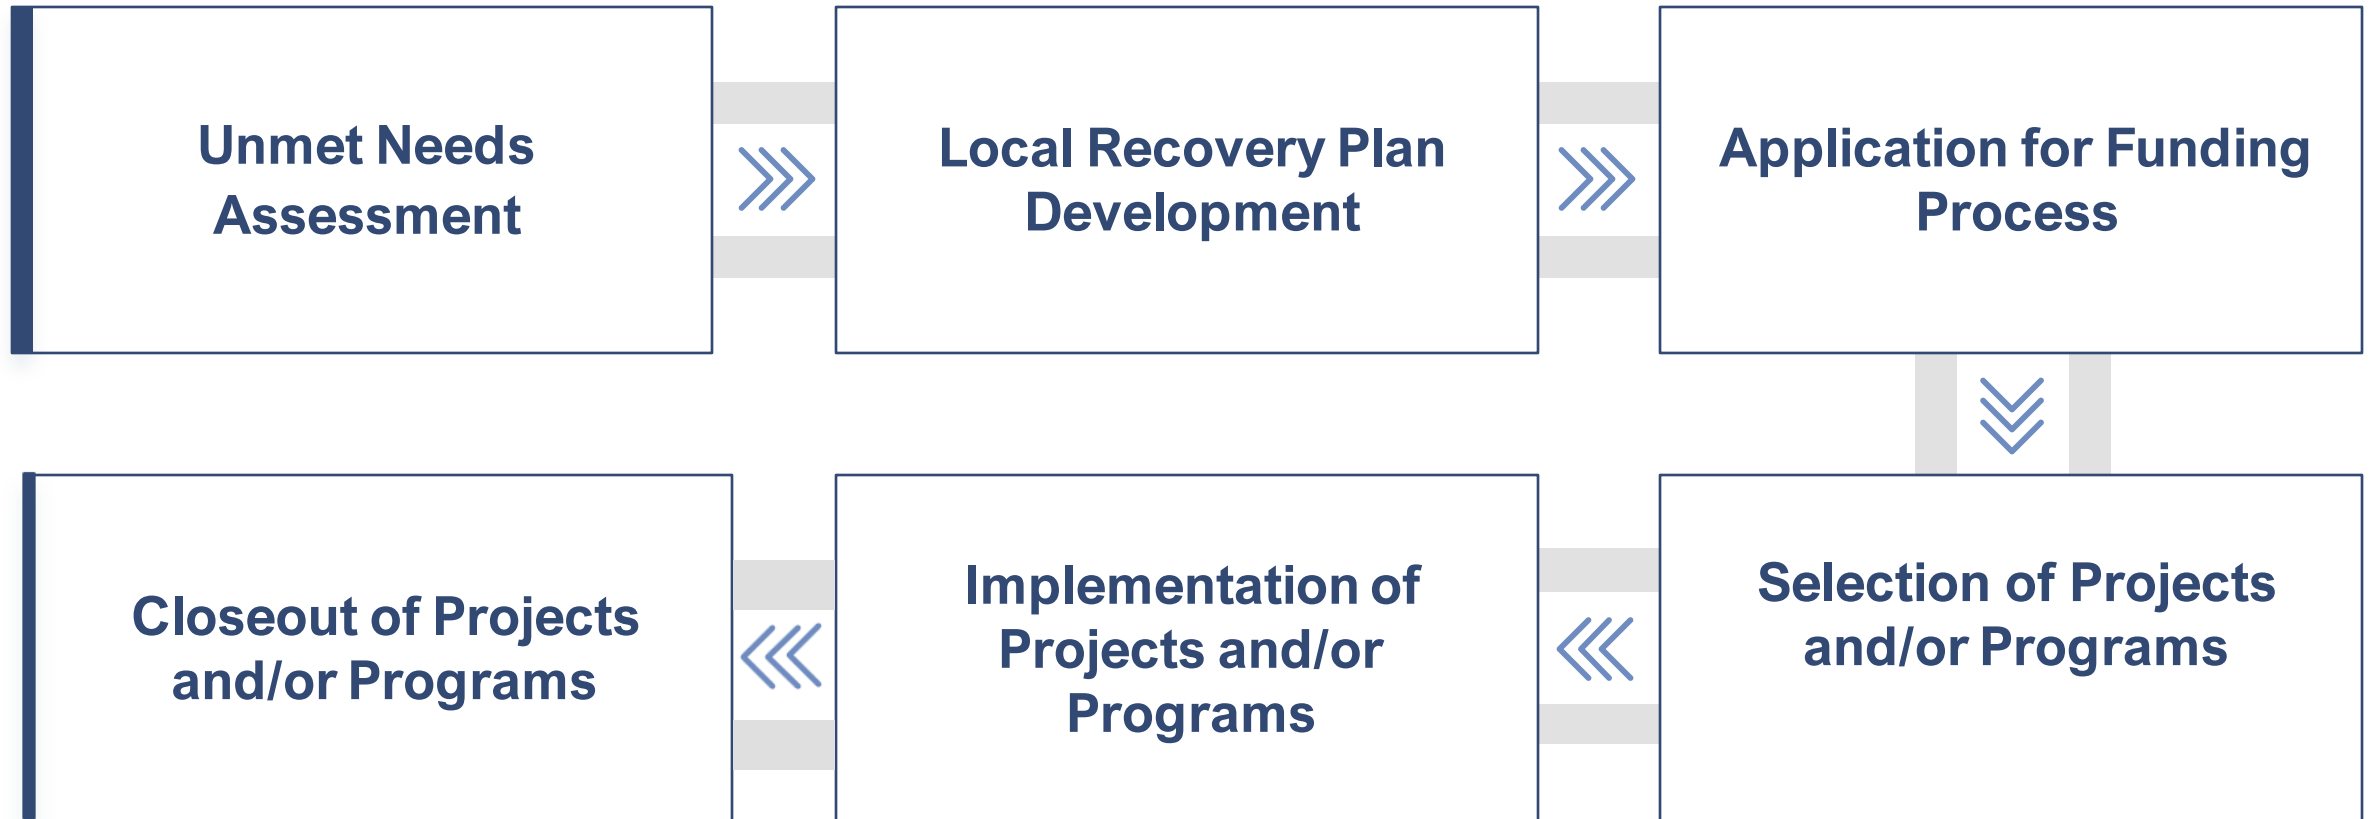 Unmet Needs
Assessment
Local Recovery Plan
Development
Application for Funding
Process
Selection of Projects
and/or Programs
Implementation of
Projects and/or
Programs
Closeout of Projects
and/or Programs